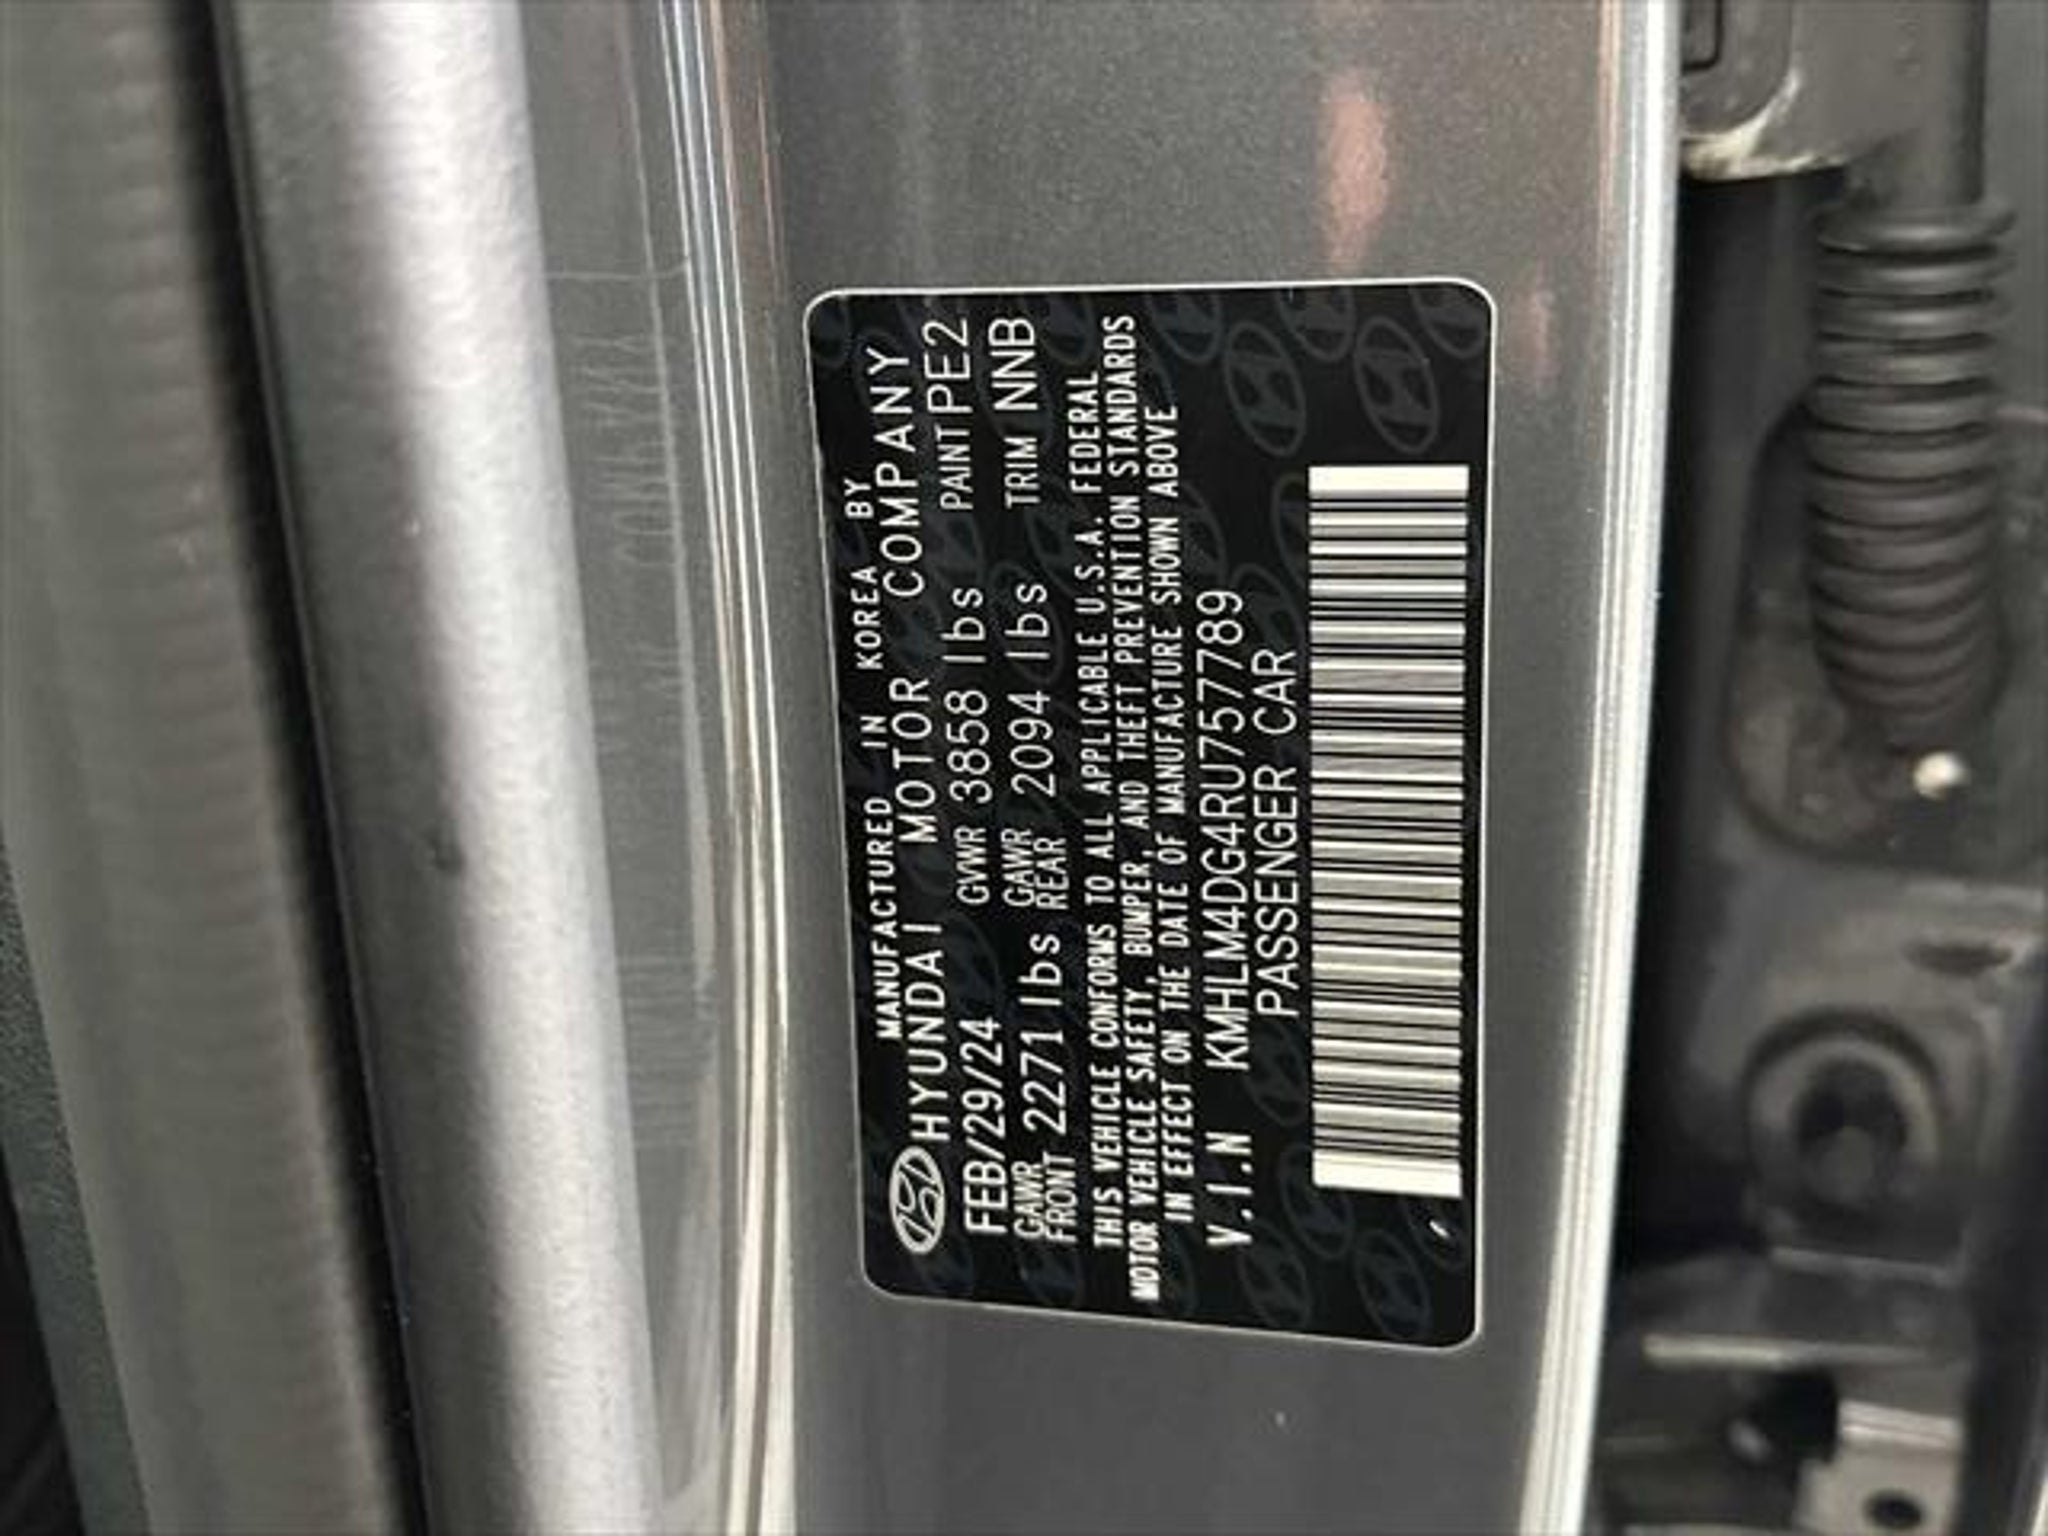 MANUFACTURED IN KOREA BY
HYUNDAI MOTOR COMPANY
FEB/29/24 GVWR 3858 lbs PAINT PE2
GAWR FRONT 2271 lbs GAWR REAR 2094 lbs TRIM NNB
THIS VEHICLE CONFORMS TO ALL APPLICABLE U.S.A. FEDERAL
MOTOR VEHICLE SAFETY, BUMPER, AND THEFT PREVENTION STANDARDS
IN EFFECT ON THE DATE OF MANUFACTURE SHOWN ABOVE
V.I.N KMHLM4DG4RU757789
PASSENGER CAR